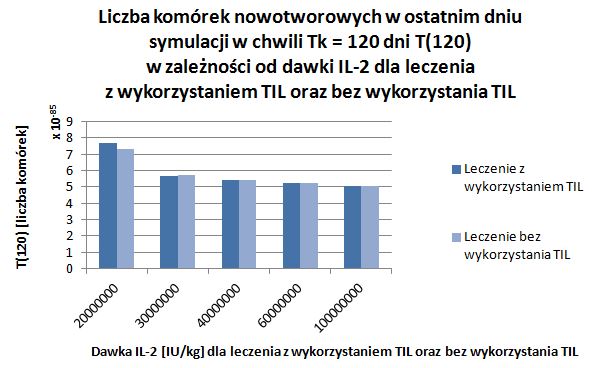 Liczba komórek nowotworowych w ostatnim dniu
symulacji w chwili Tk = 120 dni T(120)
w zależności od dawki IL-2 dla leczenia
z wykorzystaniem TIL oraz bez wykorzystania TIL
T(120) [liczba komórek]
x 10-85
9
8
7
6
5
4
3
2
1
0
20000000
30000000
40000000
60000000
100000000
Leczenie z
wykorzystaniem TIL
Leczenie bez
wykorzystania TIL
Dawka IL-2 [IU/kg] dla leczenia z wykorzystaniem TIL oraz bez wykorzystania TIL